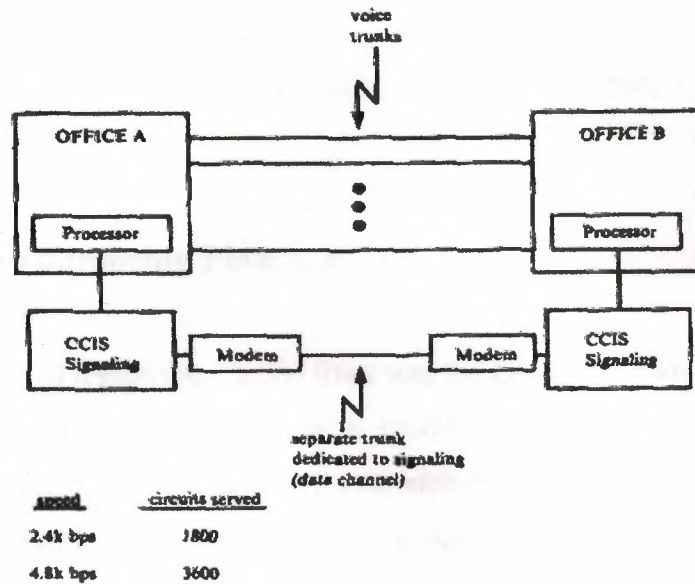 voice
trunks
OFFICE A
OFFICE B
Processor
Processor
CCIS
Signaling
Modem
Modem
CCIS
Signaling
separate trunk
dedicated to signaling
(data channel)
speed circuits served
2.4k bps 1800
4.8k bps 3600